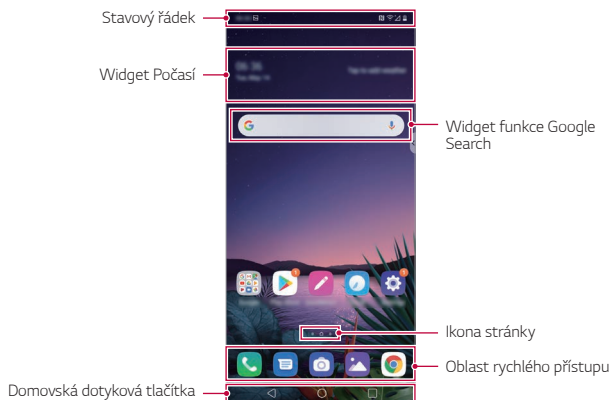 Stavový řádek
Widget Počasí
Widget funkce Google
Search
Ikona stránky
Oblast rychlého přístupu
Domovská dotyková tlačítka